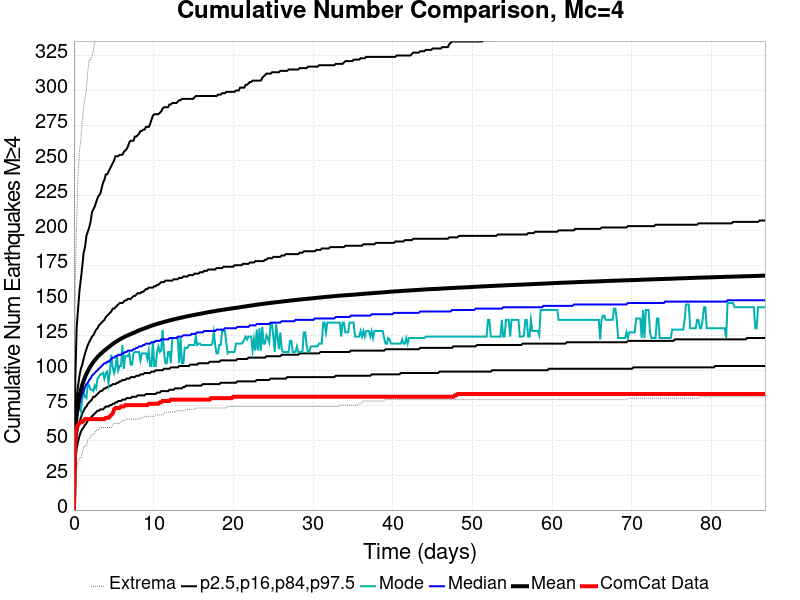 Cumulative Number Comparison, Mc=4
Cumulative Num Earthquakes M≥4
325
300
275
250
225
200
175
150
125
100
75
50
25
0
0 10 20 30 40 50 60 70 80
Time (days)
Extrema p2.5,p16,p84,p97.5 Mode Median Mean ComCat Data